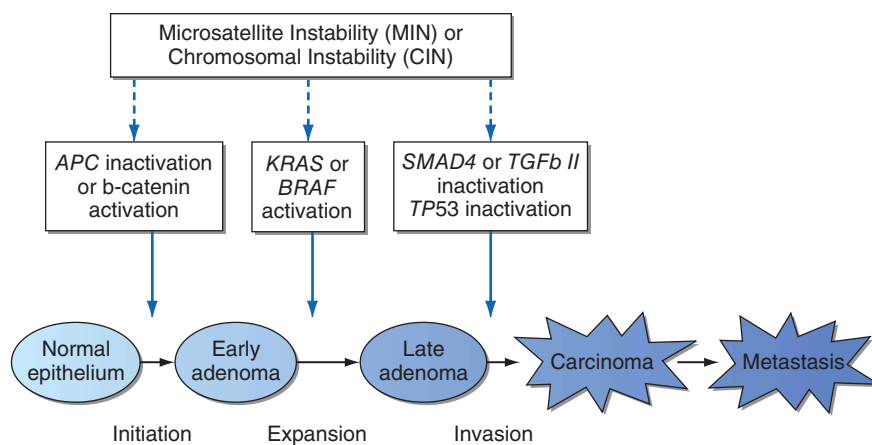 Microsatellite Instability (MIN) or
Chromosomal Instability (CIN)
APC inactivation
or b-catenin
activation
KRAS or
BRAF
activation
SMAD4 or TGFb II
inactivation
TP53 inactivation
Normal
epithelium
Early
adenoma
Late
adenoma
Carcinoma
Metastasis
Initiation
Expansion
Invasion